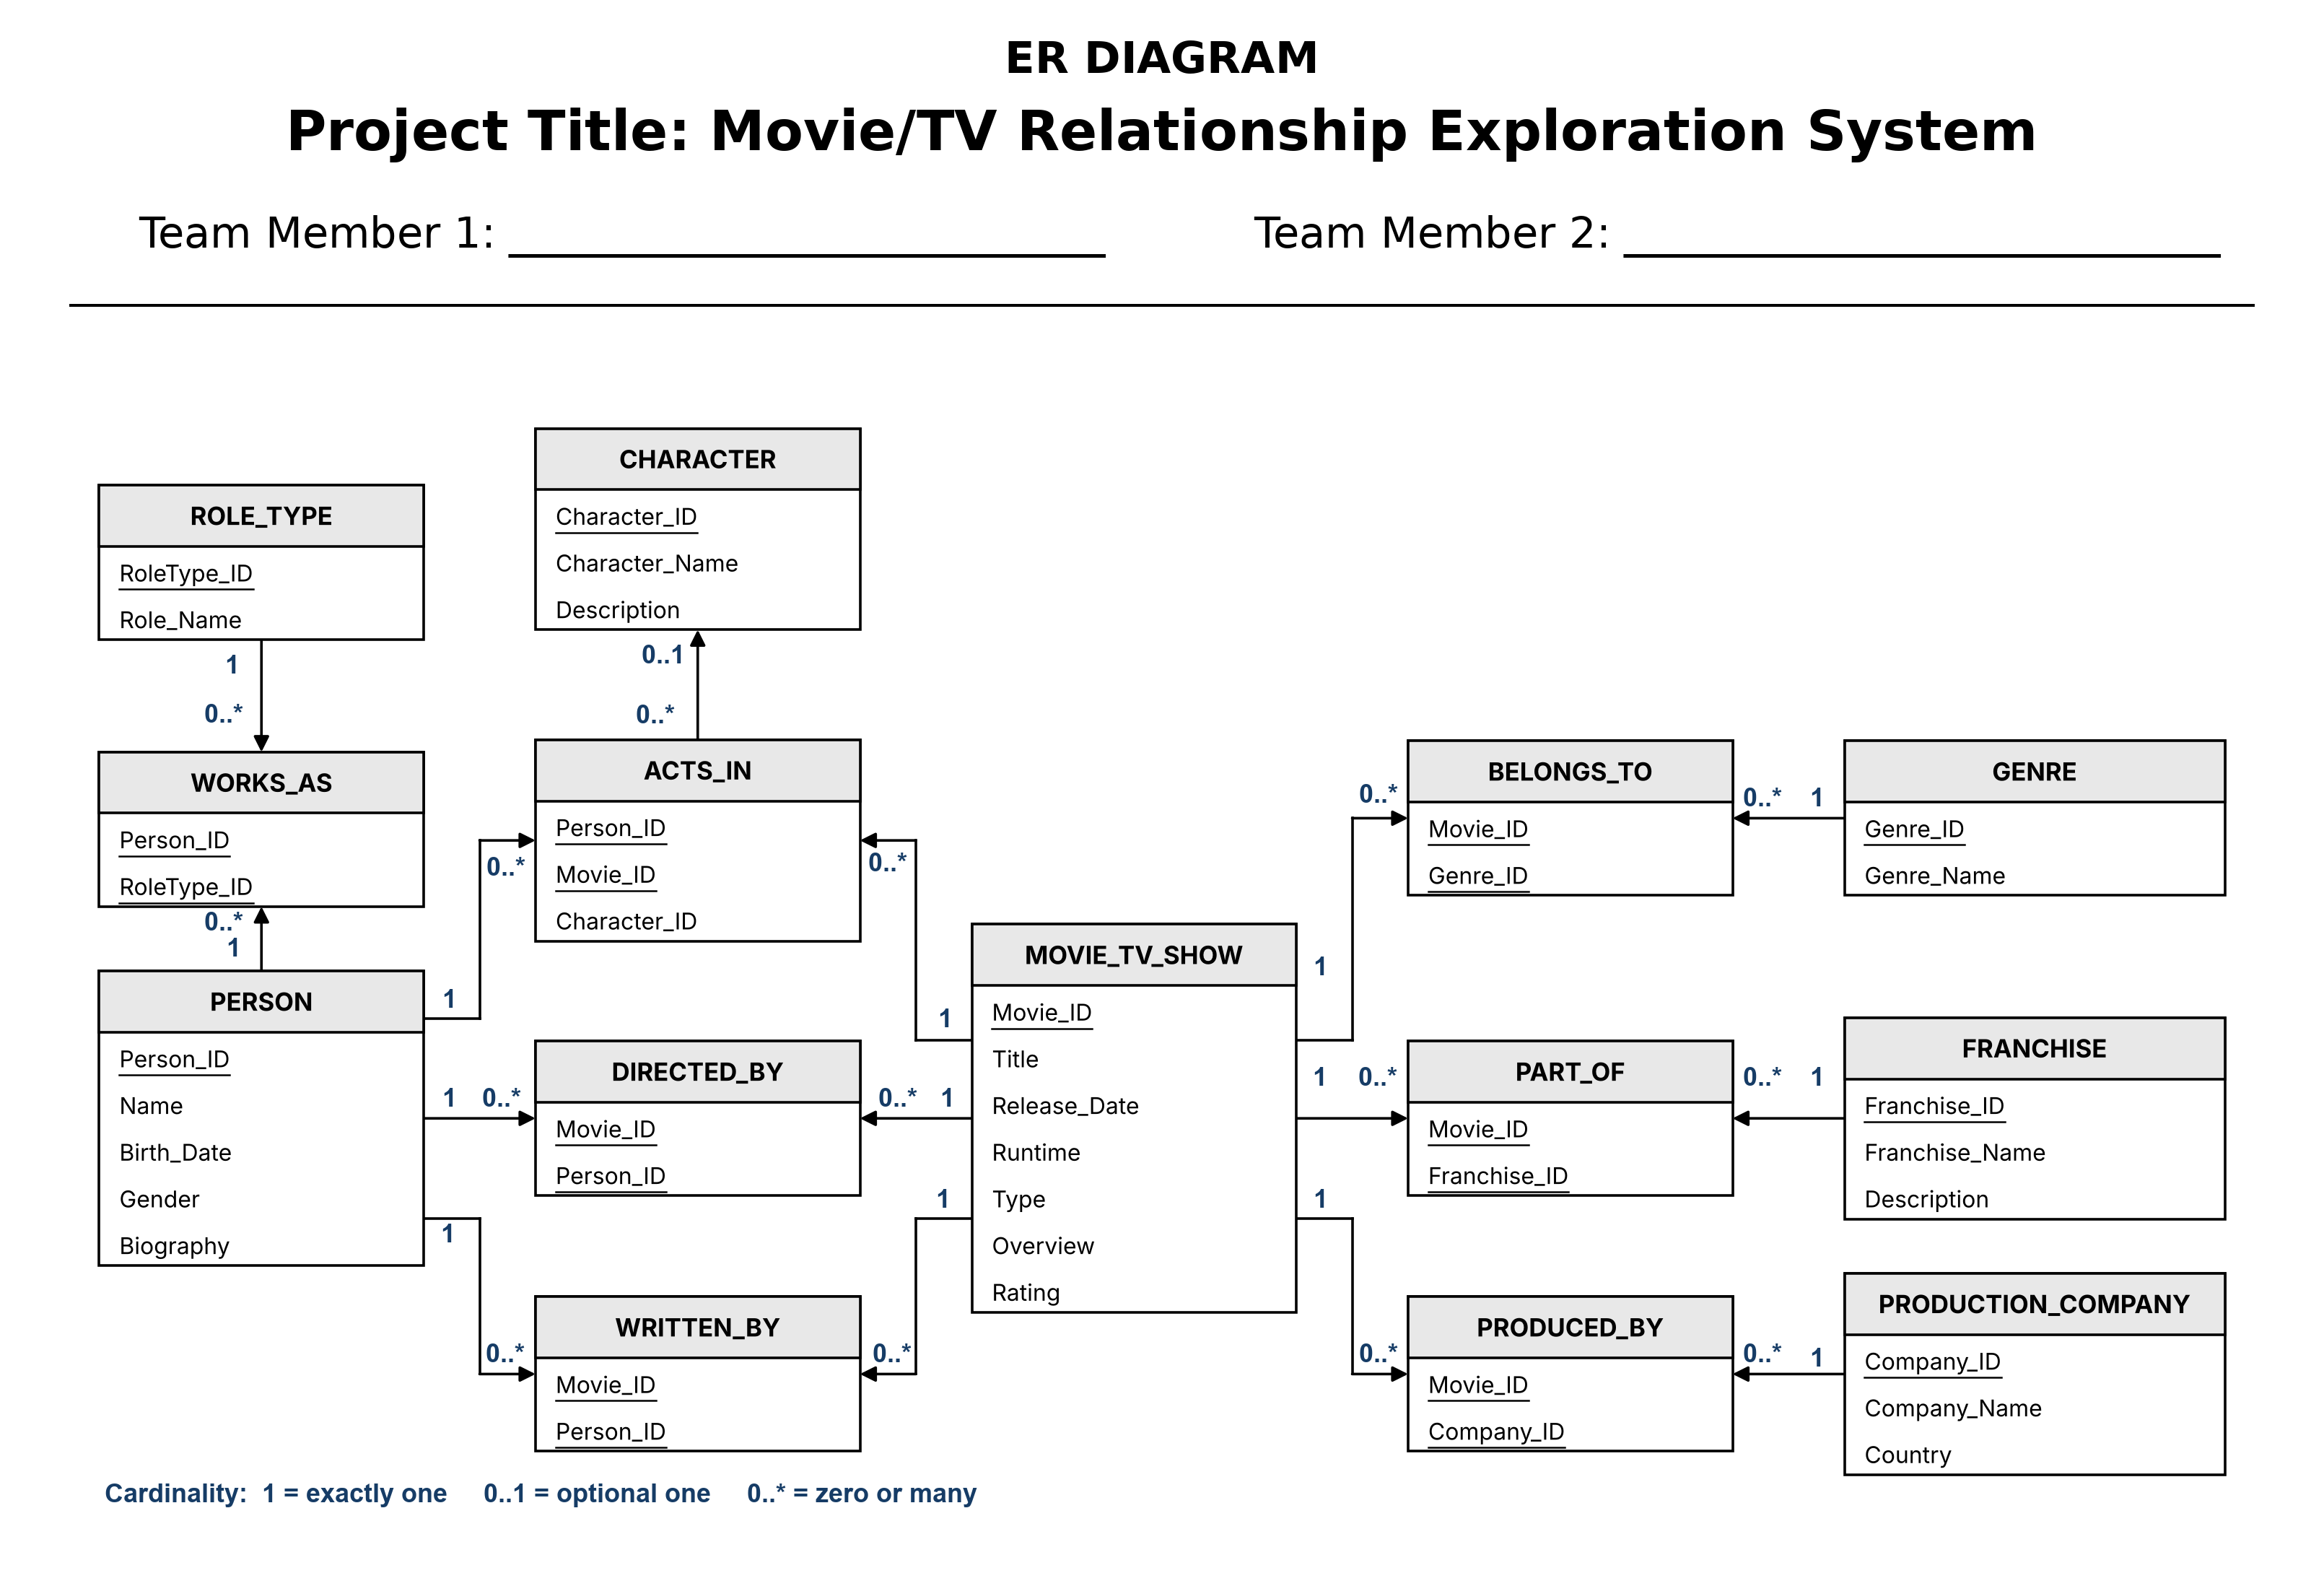 ER DIAGRAM
Project Title: Movie/TV Relationship Exploration System
Team Member 1:
Team Member 2:
ROLE_TYPE
RoleType_ID
Role_Name
1
0..*
WORKS_AS
Person_ID
RoleType_ID
0..*
1
PERSON
Person_ID
Name
Birth_Date
Gender
Biography
CHARACTER
Character_ID
Character_Name
Description
0..1
0..*
ACTS_IN
Person_ID
Movie_ID
Character_ID
0..*
1
0..*
1
DIRECTED_BY
Movie_ID
Person_ID
1 0..*
0..* 1
WRITTEN_BY
Movie_ID
Person_ID
1
0..*
1
0..*
MOVIE_TV_SHOW
Movie_ID
Title
Release_Date
Runtime
Type
Overview
Rating
BELONGS_TO
Movie_ID
Genre_ID
0..*
1
0..* 1
GENRE
Genre_ID
Genre_Name
PART_OF
Movie_ID
Franchise_ID
1 0..*
0..* 1
FRANCHISE
Franchise_ID
Franchise_Name
Description
PRODUCED_BY
Movie_ID
Company_ID
1
0..*
0..* 1
PRODUCTION_COMPANY
Company_ID
Company_Name
Country
Cardinality: 1 = exactly one 0..1 = optional one 0..* = zero or many